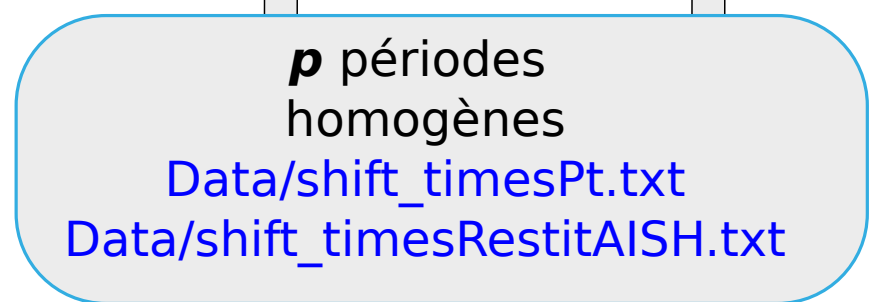 p périodes
homogènes
Data/shift_timesPt.txt
Data/shift_timesRestitAISH.txt